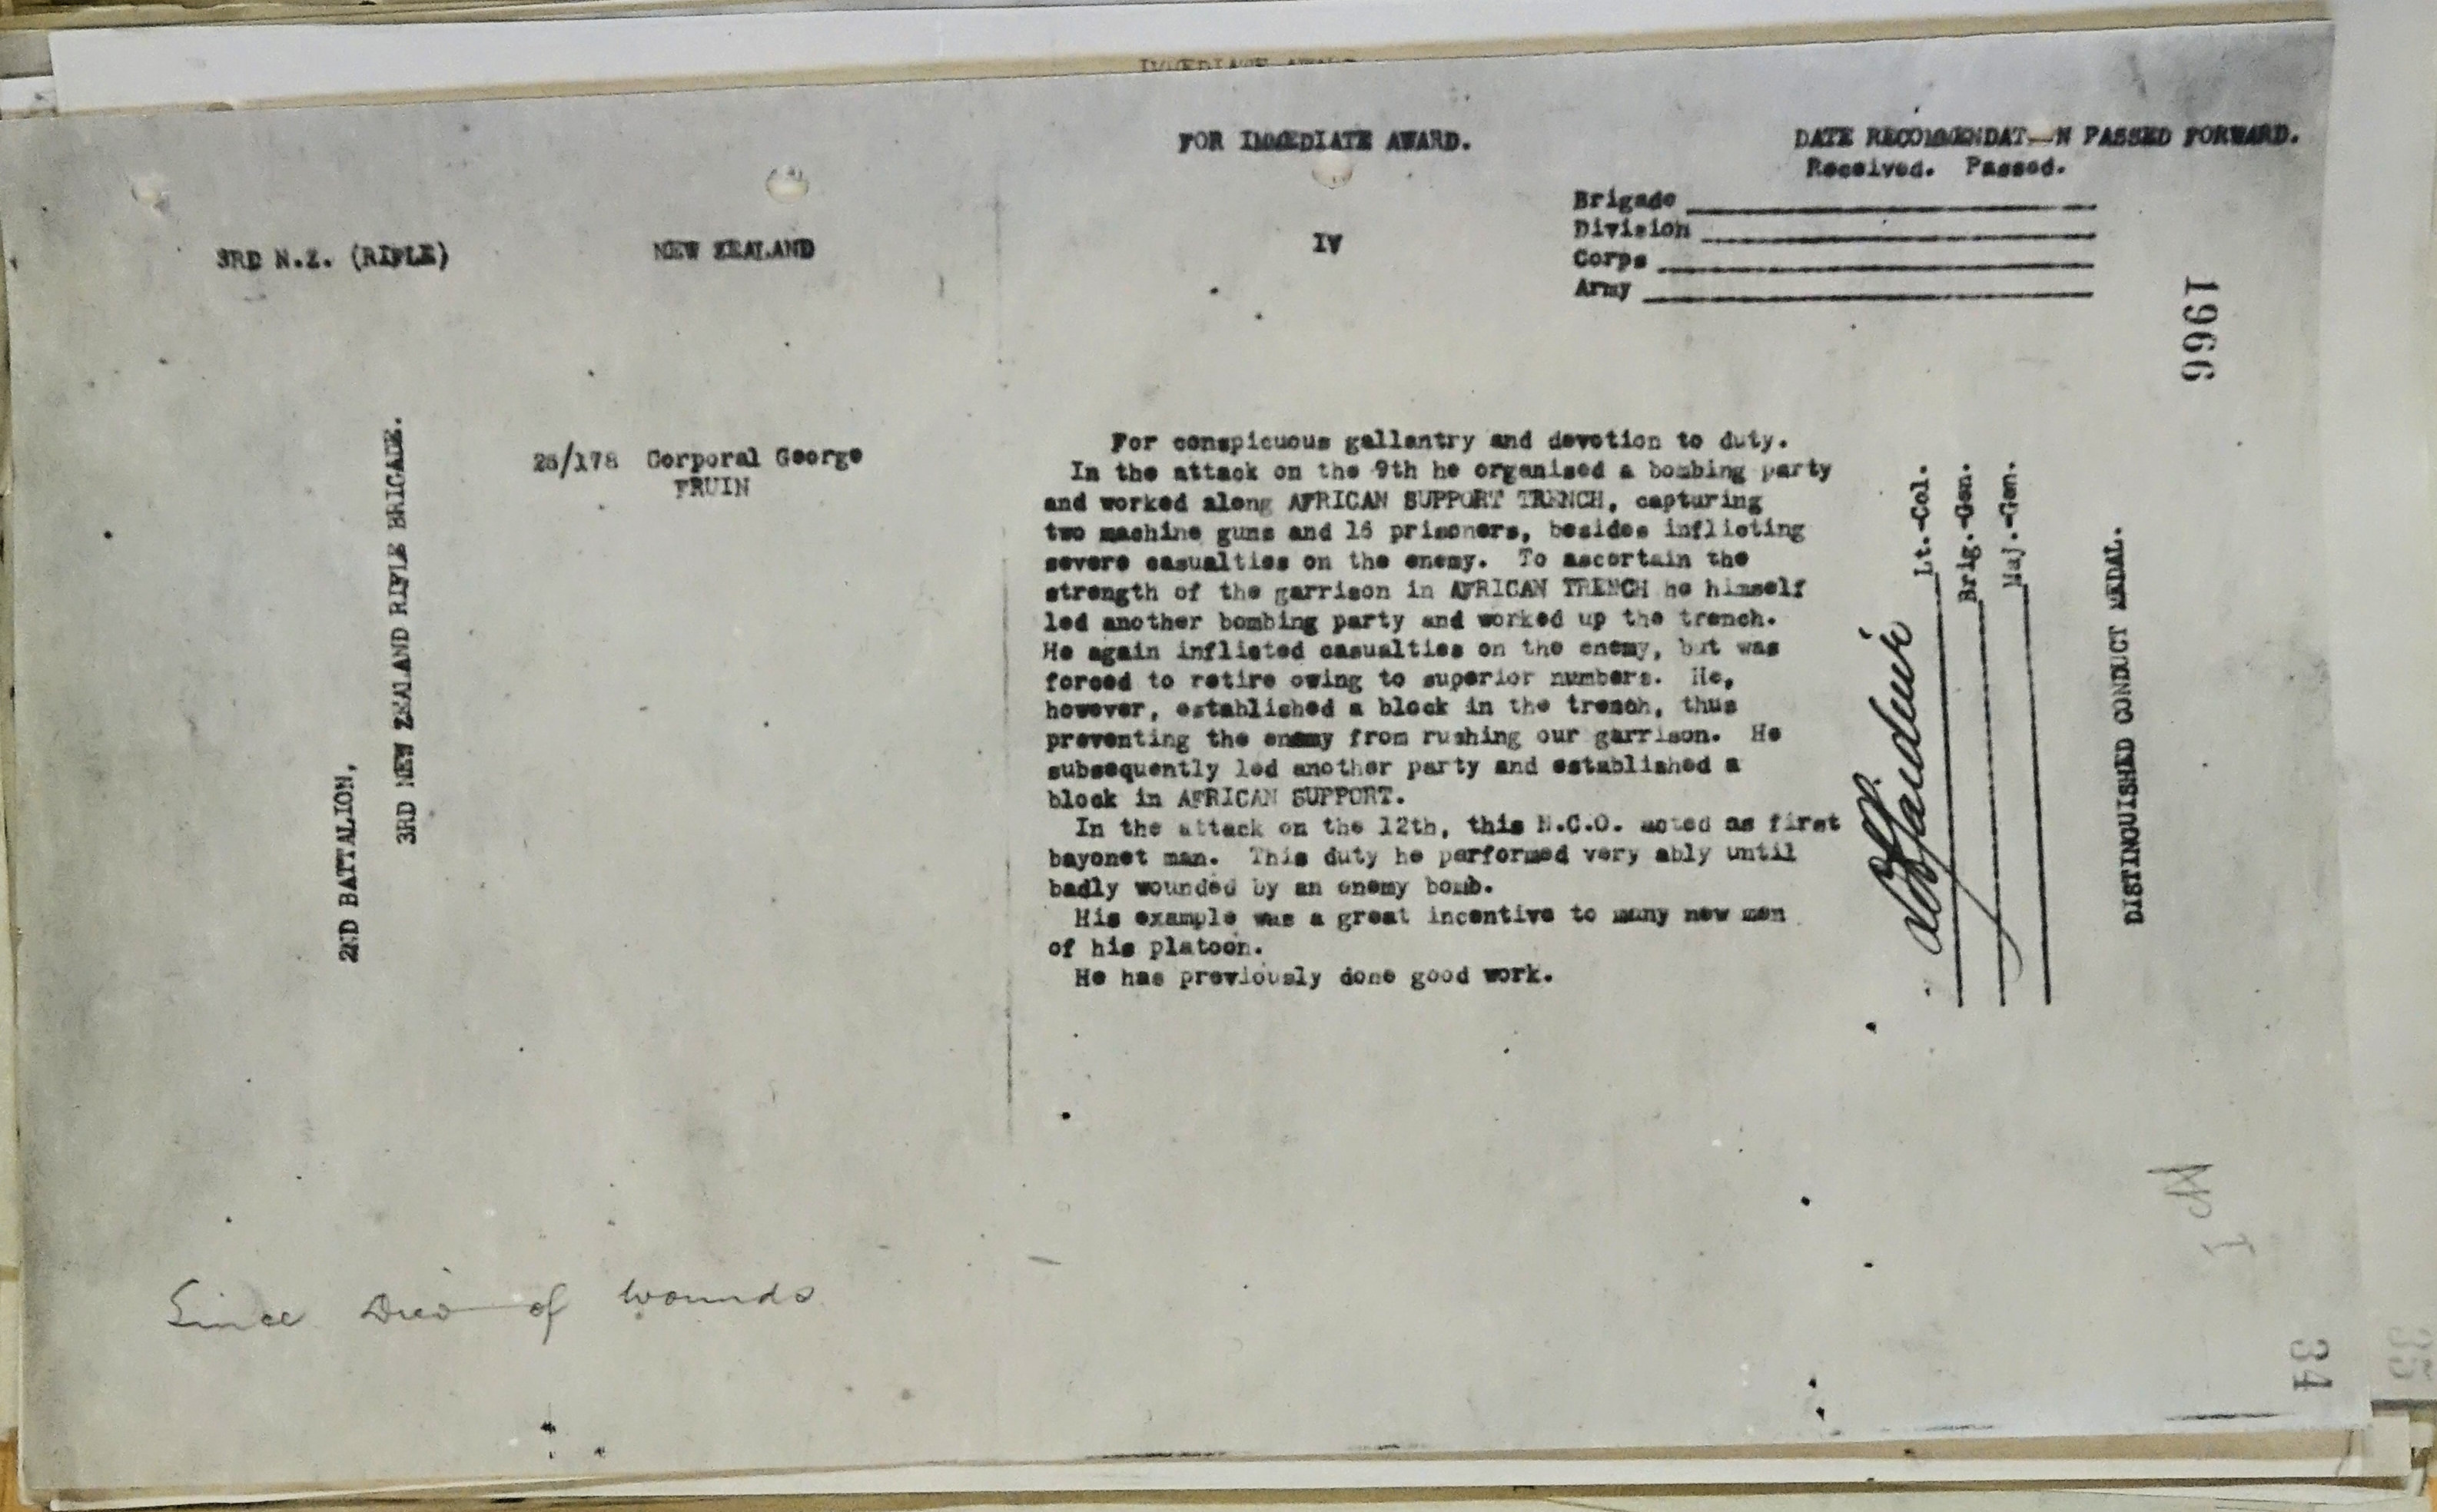 FOR IMMEDIATE AWARD.
DATE RECOMMENDAT N PASSED FORWARD.
Received. Passed.
Brigade
Division
Corps
Army
3RD N.Z. (RIFLE)
NEW ZEALAND
IV
1966
2ND BATTALION,
3RD NEW ZEALAND RIFLE BRIGADE.
25/178 Corporal George
FRUIN
For conspicuous gallantry and devotion to duty.
In the attack on the 9th he organised a bombing party
and worked along AFRICAN SUPPORT TRENCH, capturing
two machine guns and 16 prisoners, besides inflicting
severe casualties on the enemy. To ascertain the
strength of the garrison in AFRICAN TRENCH he himself
led another bombing party and worked up the trench.
He again inflicted casualties on the enemy, but was
forced to retire owing to superior numbers. He,
however, established a block in the trench, thus
preventing the enemy from rushing our garrison. He
subsequently led another party and established a
block in AFRICAN SUPPORT.
In the attack on the 12th, this N.C.O. acted as first
bayonet man. This duty he performed very ably until
badly wounded by an enemy bomb.
His example was a great incentive to many new men
of his platoon.
He has previously done good work.
Lt.-Col.
Brig.-Gen.
Maj.-Gen.
DISTINQUISHED CONDUCT MEDAL.
Since Died of Wounds
34
35